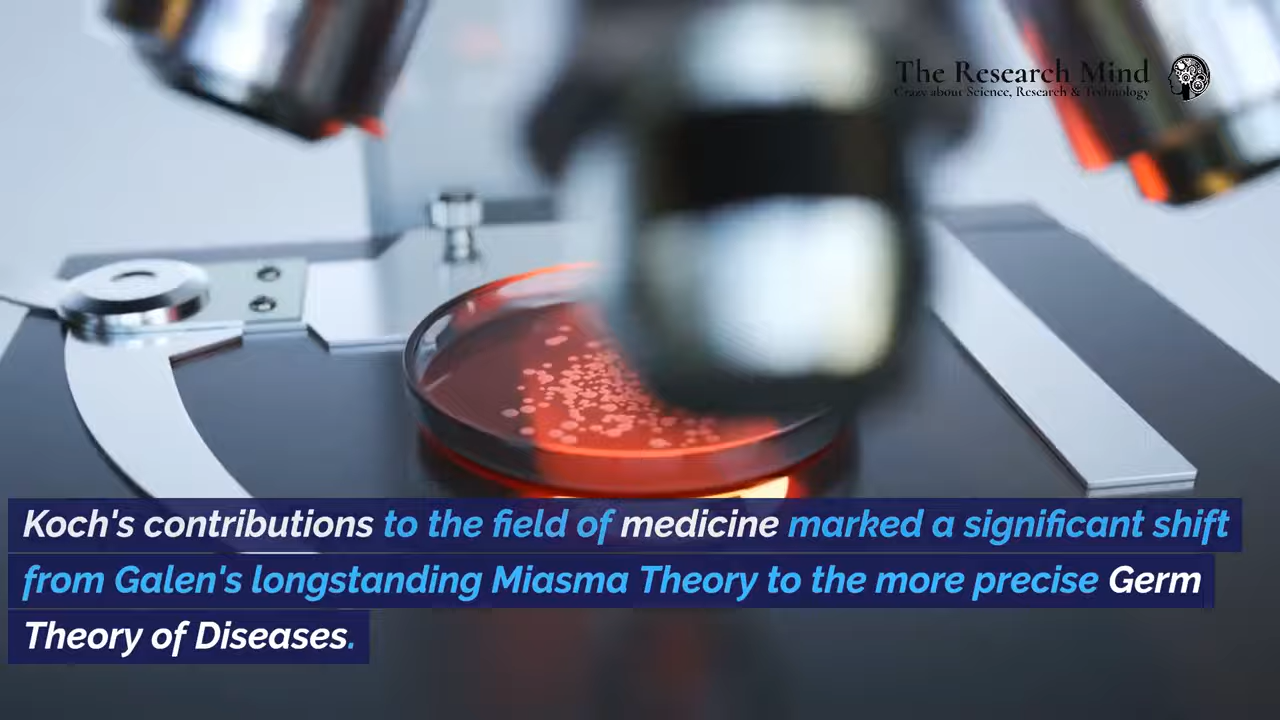 The Research Mind
Crazy about Science, Research & Technology
Koch's contributions to the field of medicine marked a significant shift
from Galen's longstanding Miasma Theory to the more precise Germ
Theory of Diseases.